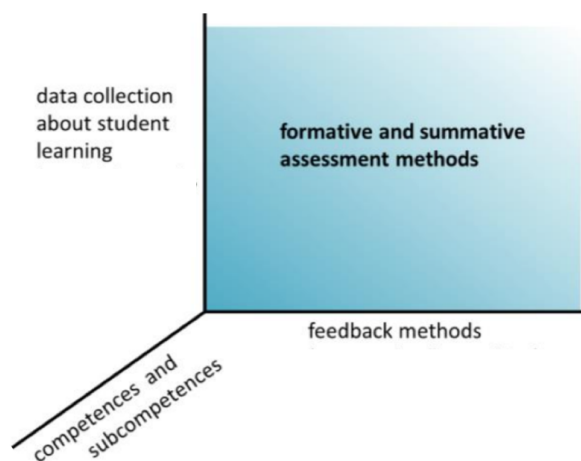 data collection
about student
learning
formative and summative
assessment methods
feedback methods
competences and
subcompetences